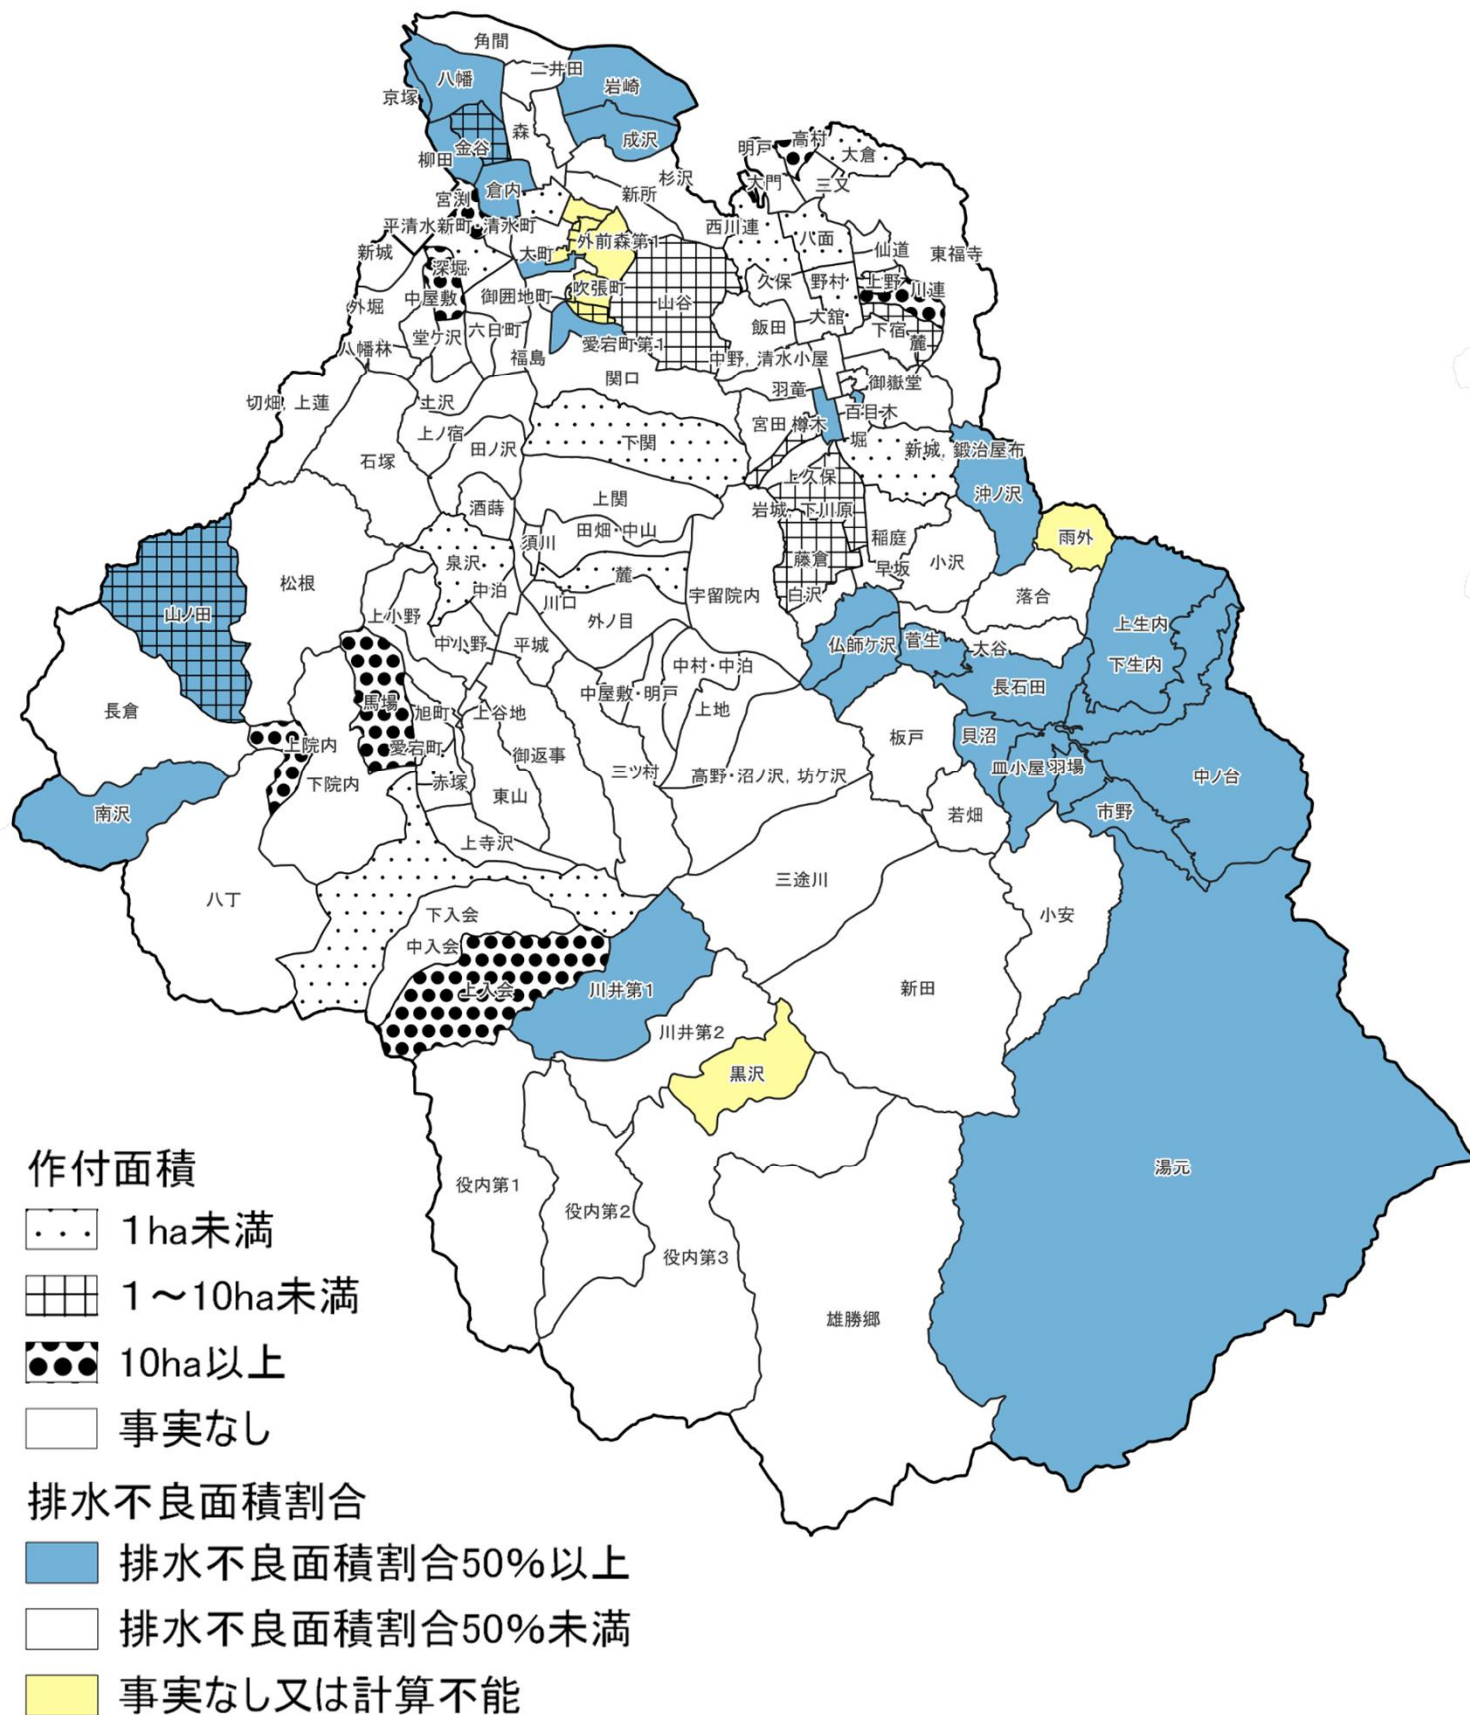 角間
二井田
八幡
岩崎
京塚
森
成沢
金谷
柳田
高村
明戸
大倉
杉沢
倉内
新所
大門
三又
宮渕
平清水新町・清水町
西川連
外前森第1
八面
新城
大町
仙道
東福寺
深堀
久保
野村
上野
川連
中屋敷
御囲地町
吹張町
山谷
外堀
大舘
飯田
下宿
堂ケ沢
六日町
麓
愛宕町第1
八幡林
福島
中野, 清水小屋
関口
羽竜
御嶽堂
切畑, 上蓮
土沢
百目木
宮田
樽木
上ノ宿
下関
堀
田ノ沢
新城, 鍛治屋布
石塚
上久保
沖ノ沢
上関
酒蒔
岩城, 下川原
田畑・中山
須川
稲庭
雨外
泉沢
藤倉
小沢
早坂
麓
松根
中泊
宇留院内
白沢
落合
川口
山ノ田
上小野
外ノ目
上生内
中小野
平城
仏師ケ沢
菅生
太谷
中村・中泊
下生内
長石田
中屋敷・明戸
馬場
長倉
旭町
上谷地
上地
板戸
貝沼
上院内
愛宕町
御返事
皿小屋
羽場
三ツ村
高野・沼ノ沢, 坊ケ沢
中ノ台
下院内
赤塚
東山
南沢
若畑
市野
上寺沢
三途川
八丁
下入会
小安
中入会
上入会
川井第1
新田
川井第2
黒沢
湯元
役内第1
役内第2
役内第3
雄勝郷
作付面積
1ha未満
1～10ha未満
10ha以上
事実なし
排水不良面積割合
排水不良面積割合50%以上
排水不良面積割合50%未満
事実なし又は計算不能